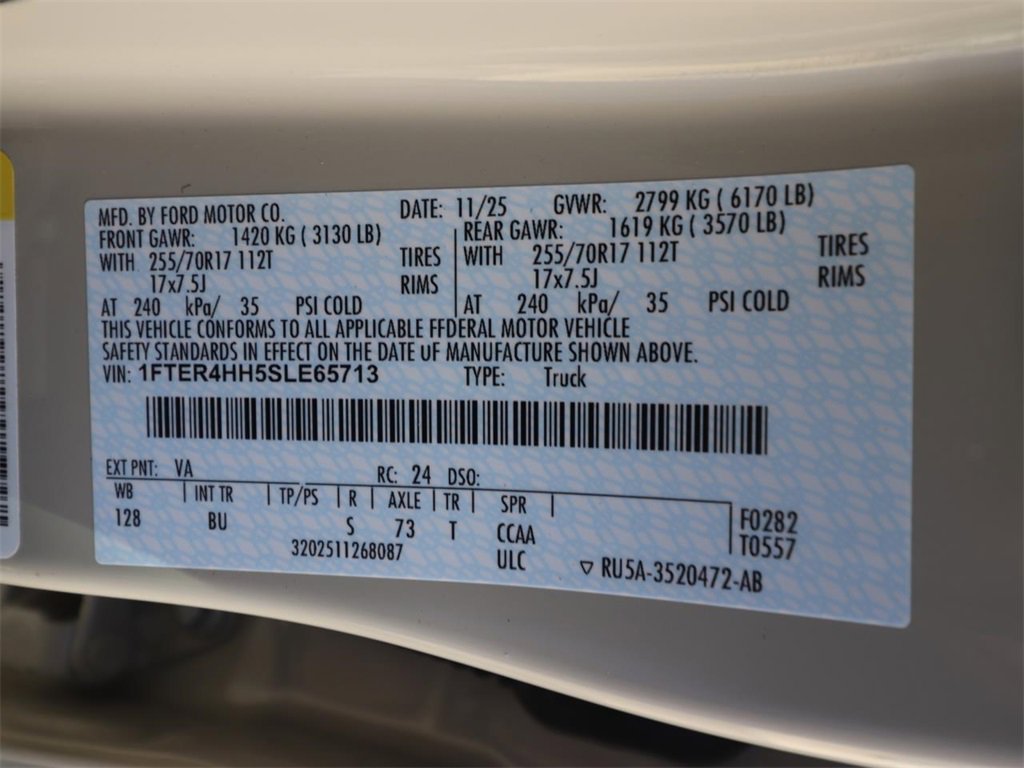 MFD. BY FORD MOTOR CO. DATE: 11/25 GVWR: 2799 KG ( 6170 LB)
FRONT GAWR: 1420 KG ( 3130 LB) REAR GAWR: 1619 KG ( 3570 LB)
WITH 255/70R17 112T TIRES WITH 255/70R17 112T TIRES
17x7.5J RIMS 17x7.5J RIMS
AT 240 kPa/ 35 PSI COLD AT 240 kPa/ 35 PSI COLD
THIS VEHICLE CONFORMS TO ALL APPLICABLE FFDERAL MOTOR VEHICLE
SAFETY STANDARDS IN EFFECT ON THE DATE OF MANUFACTURE SHOWN ABOVE.
VIN: 1FTER4HH5SLE65713 TYPE: Truck
EXT PNT: VA RC: 24 DSO:
WB INT TR TP/PS R AXLE TR SPR
128 BU S 73 T CCAA F0282
ULC T0557
3202511268087 ▽ RU5A-3520472-AB